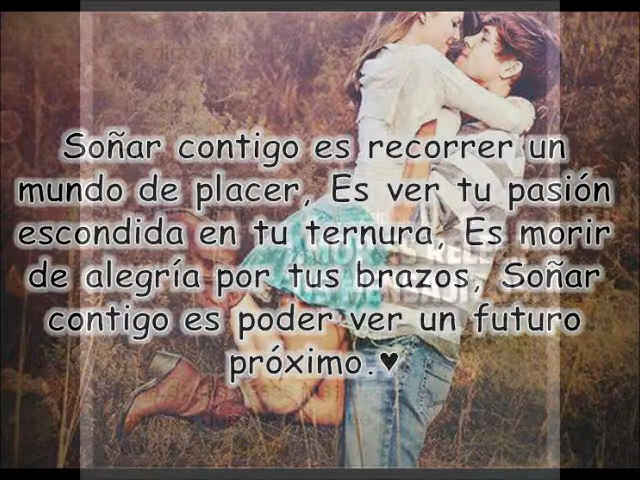 Soñar contigo es recorrer un
mundo de placer, Es ver tu pasión
escondida en tu ternura, Es morir
de alegría por tus brazos, Soñar
contigo es poder ver un futuro
próximo.♥